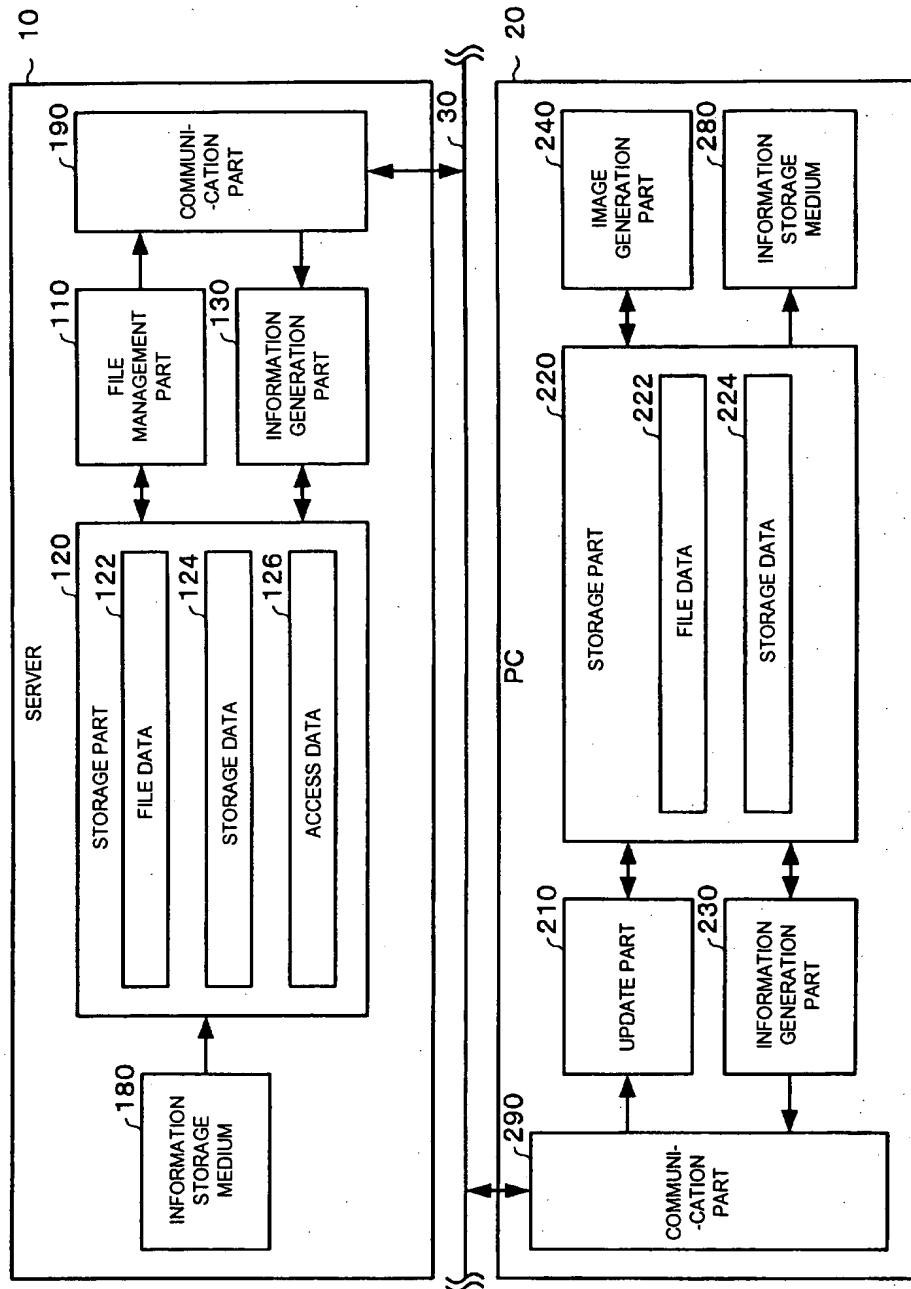 10
SERVER
180
INFORMATION
STORAGE
MEDIUM
120
STORAGE PART
122
FILE DATA
124
STORAGE DATA
126
ACCESS DATA
110
FILE
MANAGEMENT
PART
130
INFORMATION
GENERATION
PART
190
COMMUNI-
-CATION
PART
30
20
PC
290
COMMUNI-
-CATION
PART
210
UPDATE PART
230
INFORMATION
GENERATION
PART
220
STORAGE PART
222
FILE DATA
224
STORAGE DATA
240
IMAGE
GENERATION
PART
280
INFORMATION
STORAGE
MEDIUM